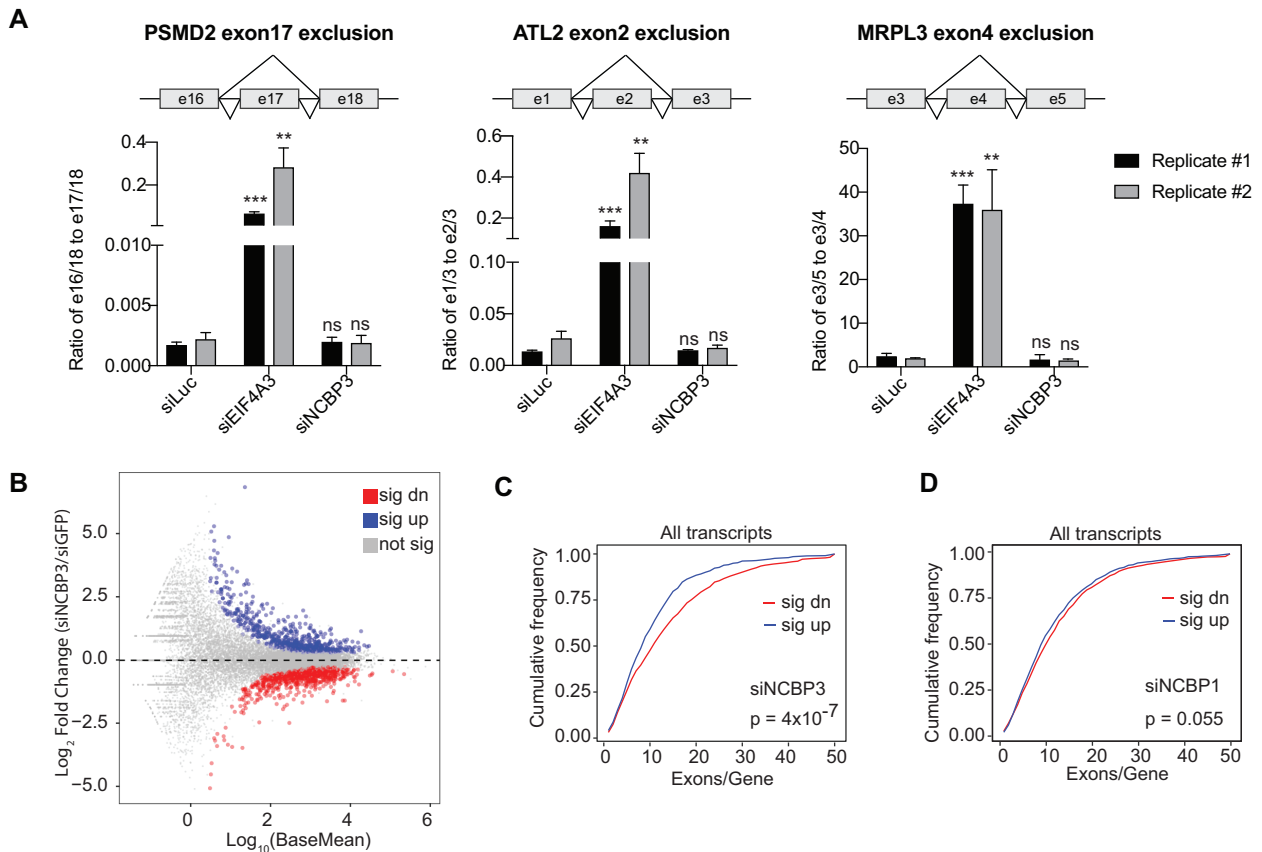 A
PSMD2 exon17 exclusion
e16 e17 e18
Ratio of e16/18 to e17/18
0.4
0.2
0.010
0.005
0.000
***
**
ns ns
siLuc
siEIF4A3
siNCBP3
ATL2 exon2 exclusion
e1 e2 e3
Ratio of e1/3 to e2/3
0.6
0.4
0.2
0.10
0.05
0.00
***
**
ns ns
siLuc
siEIF4A3
siNCBP3
MRPL3 exon4 exclusion
e3 e4 e5
Ratio of e3/5 to e3/4
50
40
30
20
10
0
***
**
ns ns
siLuc
siEIF4A3
siNCBP3
Replicate #1
Replicate #2
B
Log2 Fold Change (siNCBP3/siGFP)
5.0
2.5
0.0
−2.5
−5.0
sig dn
sig up
not sig
0 2 4 6
Log10(BaseMean)
C
All transcripts
Cumulative frequency
1.00
0.75
0.50
0.25
0.00
sig dn
sig up
siNCBP3
p = 4x10-7
0 10 20 30 40 50
Exons/Gene
D
All transcripts
Cumulative frequency
1.00
0.75
0.50
0.25
0.00
sig dn
sig up
siNCBP1
p = 0.055
0 10 20 30 40 50
Exons/Gene